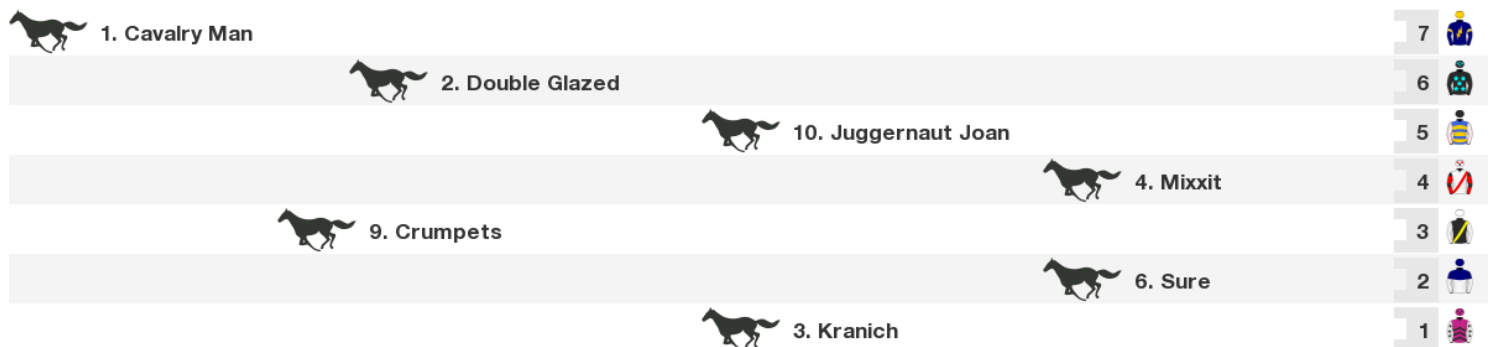 1. Cavalry Man 7
2. Double Glazed 6
10. Juggernaut Joan 5
4. Mixxit 4
9. Crumpets 3
6. Sure 2
3. Kranich 1